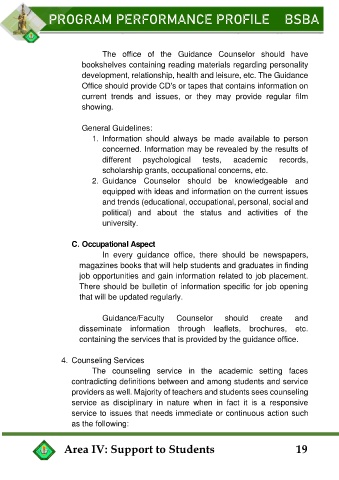 PROGRAM PERFORMANCE PROFILE BSBA
The office of the Guidance Counselor should have
bookshelves containing reading materials regarding personality
development, relationship, health and leisure, etc. The Guidance
Office should provide CD's or tapes that contains information on
current trends and issues, or they may provide regular film
showing.
General Guidelines:
1. Information should always be made available to person
concerned. Information may be revealed by the results of
different psychological tests, academic records,
scholarship grants, occupational concerns, etc.
2. Guidance Counselor should be knowledgeable and
equipped with ideas and information on the current issues
and trends (educational, occupational, personal, social and
political) and about the status and activities of the
university.
C. Occupational Aspect
In every guidance office, there should be newspapers,
magazines books that will help students and graduates in finding
job opportunities and gain information related to job placement.
There should be bulletin of information specific for job opening
that will be updated regularly.
Guidance/Faculty Counselor should create and
disseminate information through leaflets, brochures, etc.
containing the services that is provided by the guidance office.
4. Counseling Services
The counseling service in the academic setting faces
contradicting definitions between and among students and service
providers as well. Majority of teachers and students sees counseling
service as disciplinary in nature when in fact it is a responsive
service to issues that needs immediate or continuous action such
as the following:
Area IV: Support to Students 19